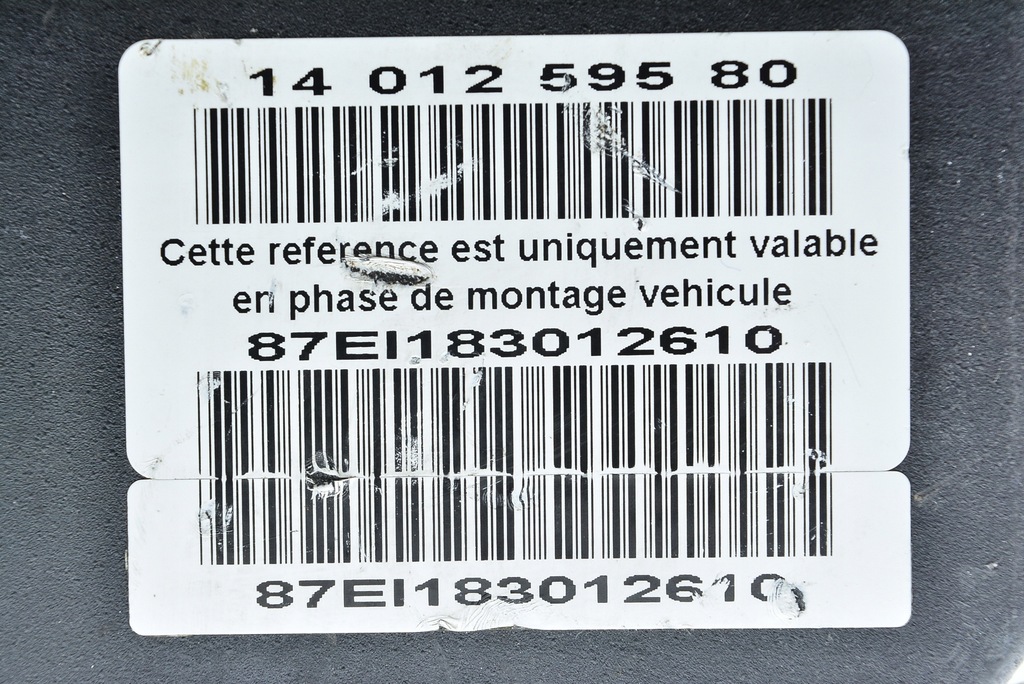 14 012 595 80
Cette reference est uniquement valable
en phase de montage vehicule
87EI183012610
87EI183012610